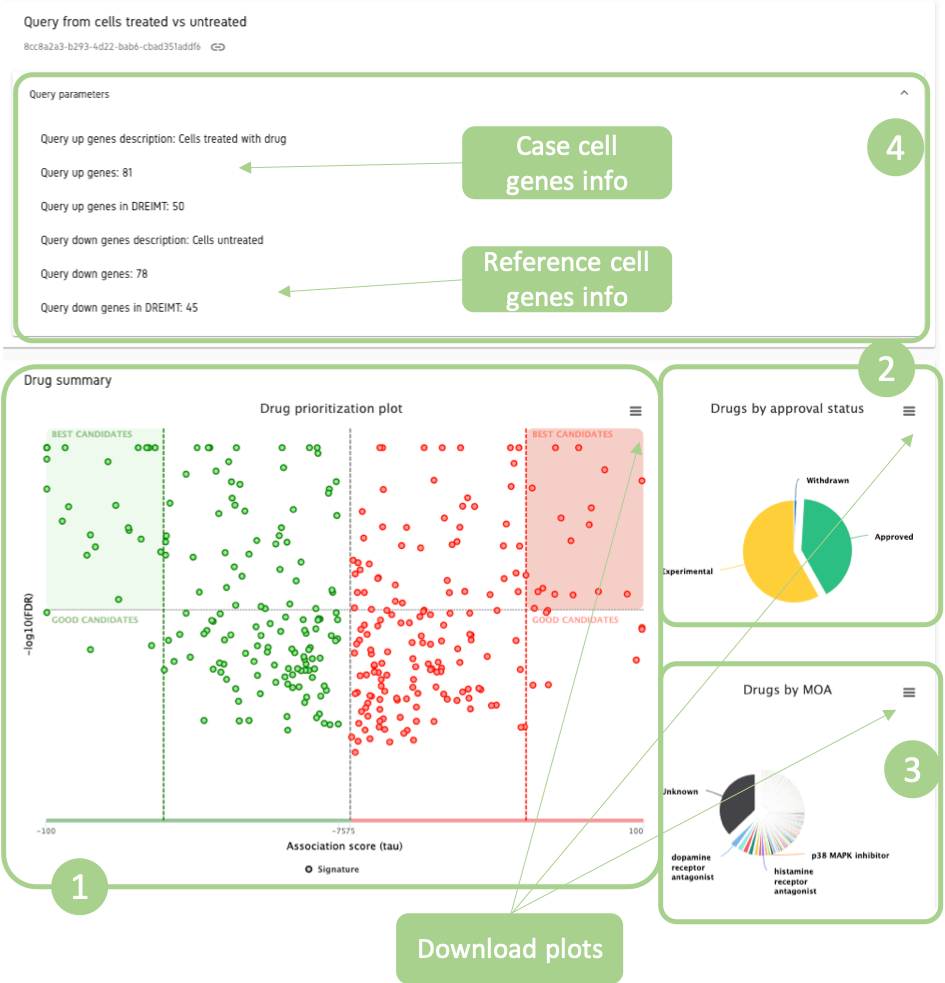 Query from cells treated vs untreated
8cc8a2a3-b293-4d22-bab6-cbad351addf6
Query parameters
4
Query up genes description: Cells treated with drug
Case cell
genes info
Query up genes: 81
Query up genes in DREIMT: 50
Query down genes description: Cells untreated
Reference cell
genes info
Query down genes: 78
Query down genes in DREIMT: 45
2
Drug summary
Drug prioritization plot
BEST CANDIDATES
BEST CANDIDATES
GOOD CANDIDATES
GOOD CANDIDATES
-log10(FDR)
-100
-7575
100
Association score (tau)
Signature
1
Drugs by approval status
Withdrawn
Approved
Experimental
Drugs by MOA
3
Unknown
p38 MAPK inhibitor
dopamine
receptor
antagonist
histamine
receptor
antagonist
Download plots